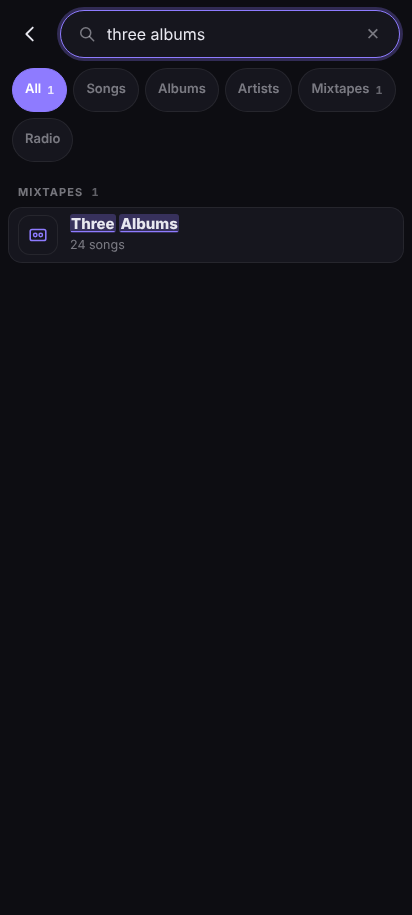 three albums
All 1
Songs
Albums
Artists
Mixtapes 1
Radio
MIXTAPES 1
Three Albums
24 songs